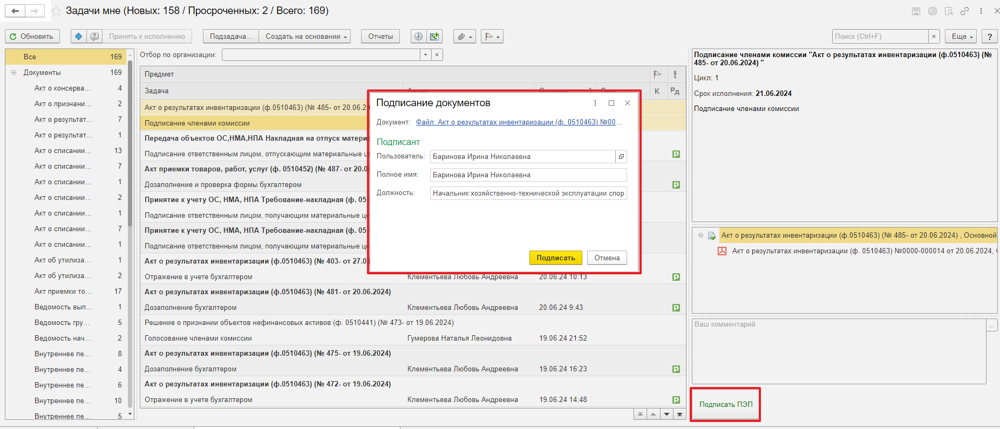 Задачи мне (Новых: 158 / Просроченных: 2 / Всего: 169)
Обновить
Принять к исполнению
Подзадача...
Создать на основании
Отчеты
Поиск (Ctrl+F)
×
Еще
?
Все 169
Документы 169
Акт о консерва... 4
Акт о признани... 2
Акт о результат... 7
Акт о результат... 1
Акт о списании... 13
Акт о списании... 7
Акт о списании... 1
Акт о списании... 2
Акт о списании... 1
Акт о списании... 7
Акт о списании... 1
Акт об утилиза... 1
Акт об утилиза... 2
Акт приемки то... 17
Ведомость вып... 1
Ведомость гру... 5
Ведомость нач... 2
Внутреннее пе... 8
Внутреннее пе... 4
Внутреннее пе... 6
Внутреннее пе... 10
Внутреннее пе... 5
Отбор по организации:
Предмет
Задача
К
Рд
Акт о результатах инвентаризации (ф.0510463) (№ 485- от 20.06.2
Подписание членами комиссии
Передача объектов ОС,НМА,НПА Накладная на отпуск матери
Подписание ответственным лицом, отпускающим материальные це
Акт приемки товаров, работ, услуг (ф. 0510452) (№ 487- от 20.06
Дозаполнение и проверка формы бухгалтером
Принятие к учету ОС, НМА, НПА Требование-накладная (ф. 05
Подписание ответственным лицом, получающим материальные це
Принятие к учету ОС, НМА, НПА Требование-накладная (ф. 05
Подписание ответственным лицом, получающим материальные це
Акт о результатах инвентаризации (ф.0510463) (№ 403- от 27.0
Отражение в учете бухгалтером Клементьева Любовь Андреевна 20.06.24 10:13
Акт о результатах инвентаризации (ф.0510463) (№ 481- от 20.06.2024)
Дозаполнение бухгалтером Клементьева Любовь Андреевна 20.06.24 9:43
Решение о признании объектов нефинансовых активов (ф. 0510441) (№ 473- от 19.06.2024)
Голосование членами комиссии Гумерова Наталья Леонидовна 19.06.24 21:52
Акт о результатах инвентаризации (ф.0510463) (№ 475- от 19.06.2024)
Дозаполнение бухгалтером Клементьева Любовь Андреевна 19.06.24 16:23
Акт о результатах инвентаризации (ф.0510463) (№ 472- от 19.06.2024)
Отражение в учете бухгалтером Клементьева Любовь Андреевна 19.06.24 14:48
Подписание документов
Документ: Файл: Акт о результатах инвентаризации (ф. 0510463) №00...
Подписант
Пользователь: Баринова Ирина Николаевна
Полное имя: Баринова Ирина Николаевна
Должность: Начальник хозяйственно-технической эксплуатации спор
Подписать
Отмена
Подписание членами комиссии "Акт о результатах инвентаризации (ф.0510463) (№
485- от 20.06.2024) "
Цикл: 1
Срок исполнения: 21.06.2024
Подписание членами комиссии
Акт о результатах инвентаризации (ф.0510463) (№ 485- от 20.06.2024) , Основной
Акт о результатах инвентаризации (ф. 0510463) №0000-000014 от 20.06.2024,
Ваш комментарий
...
Подписать ПЭП